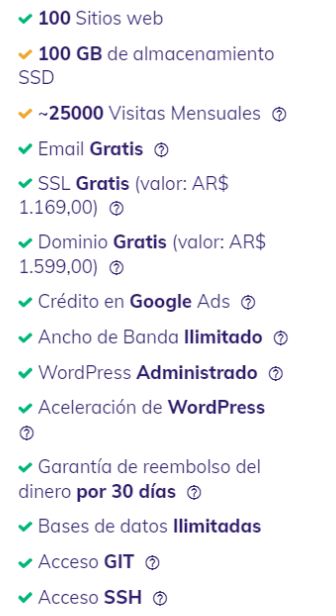 100 Sitios web
100 GB de almacenamiento
SSD
~25000 Visitas Mensuales
Email Gratis
SSL Gratis (valor: AR$
1.169,00)
Dominio Gratis (valor: AR$
1.599,00)
Crédito en Google Ads
Ancho de Banda Ilimitado
WordPress Administrado
Aceleración de WordPress
Garantía de reembolso del
dinero por 30 días
Bases de datos Ilimitadas
Acceso GIT
Acceso SSH